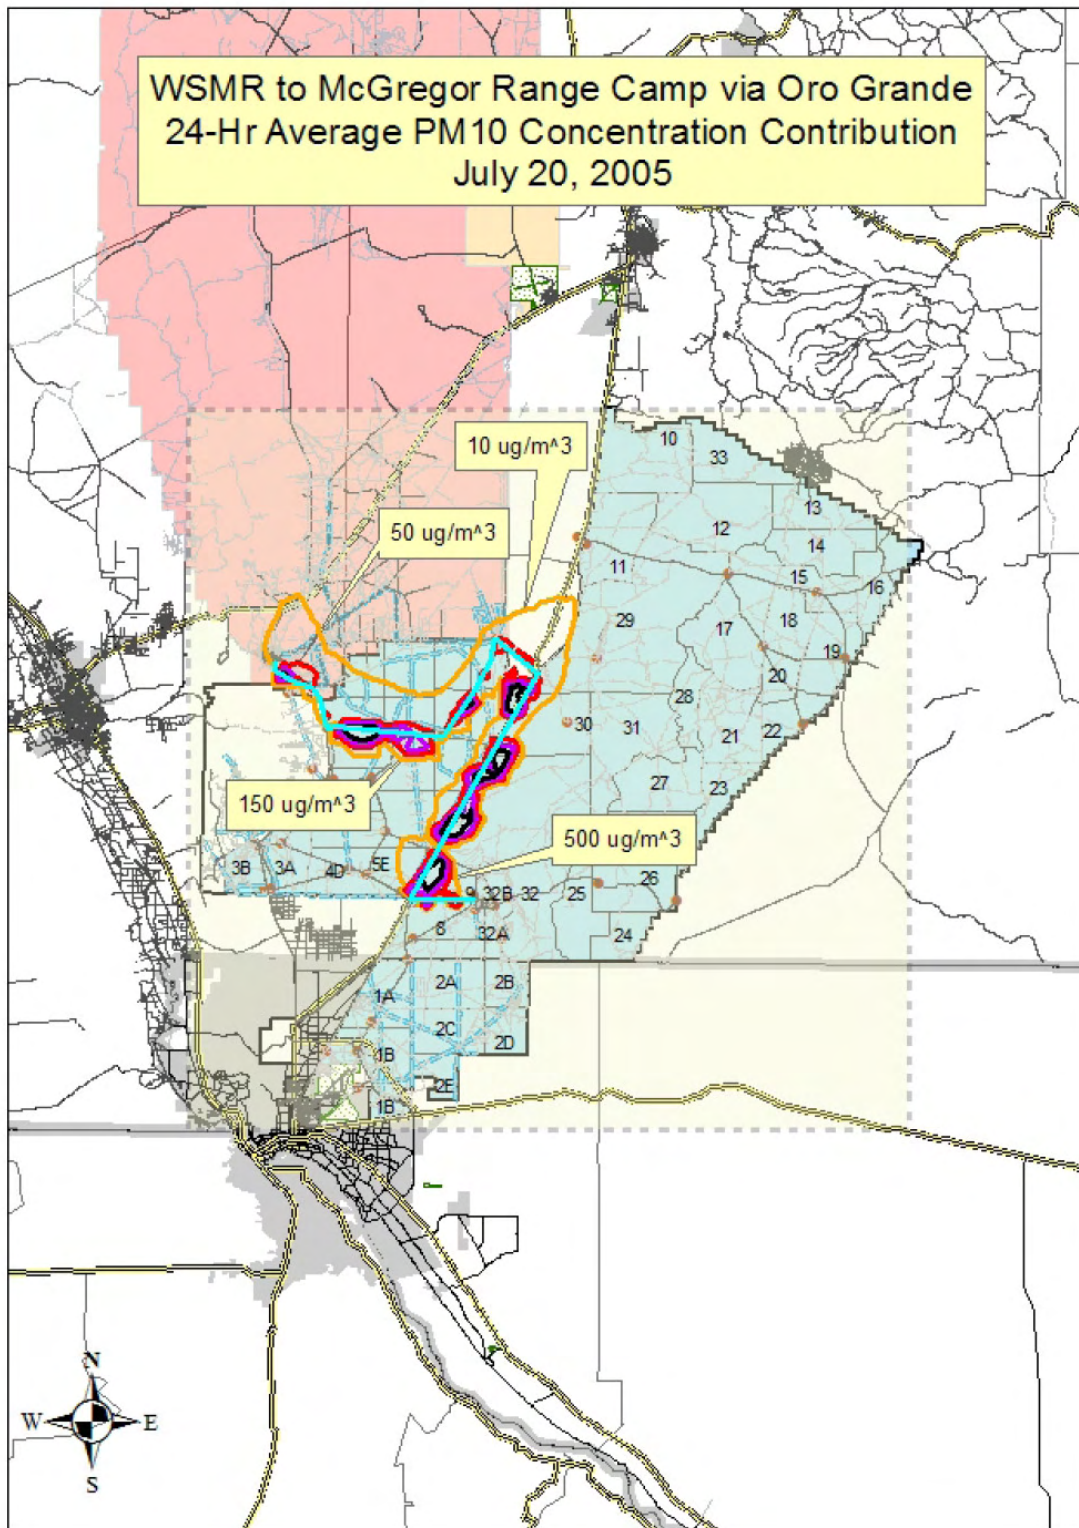 WSMR to McGregor Range Camp via Oro Grande
24-Hr Average PM10 Concentration Contribution
July 20, 2005
10 ug/m^3
50 ug/m^3
150 ug/m^3
500 ug/m^3
10
33
13
12
14
11
15
16
29
17
18
19
20
28
30
31
21
22
27
23
3B
3A
4D
5E
9
32B
32
25
26
8
32A
24
2A
2B
1A
2C
2D
1B
2E
1B
N
W
E
S